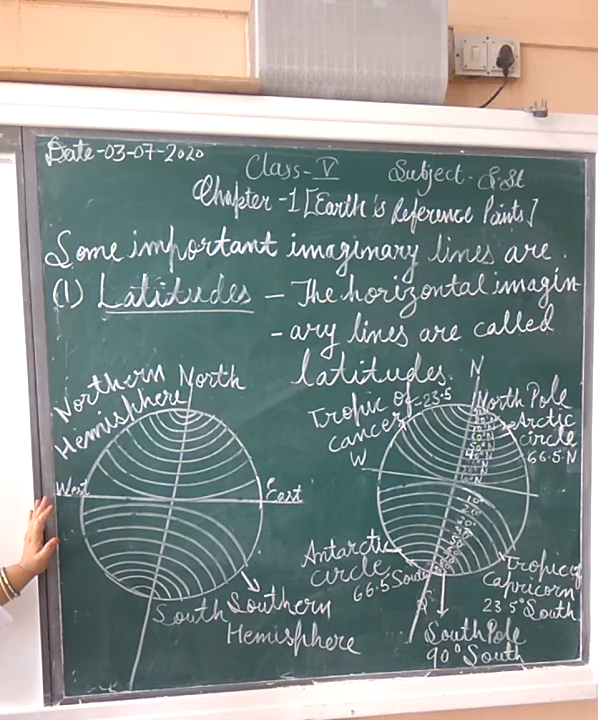 Date-03-07-2020
Class-V Subject-S.St
Chapter-1 [Earth's Reference Points]
Some important imaginary lines are.
(1) Latitudes - The horizontal imagin-
-ary lines are called
latitudes.
Northern
Hemisphere
North
West
East
South
Southern
Hemisphere
N
Tropic of
cancer
-23.5
North Pole
Arctic
circle
66.5·N
W
Antarctic
circle
66.5 South
Tropic of
Capricorn
23.5° South
South Pole
90° South